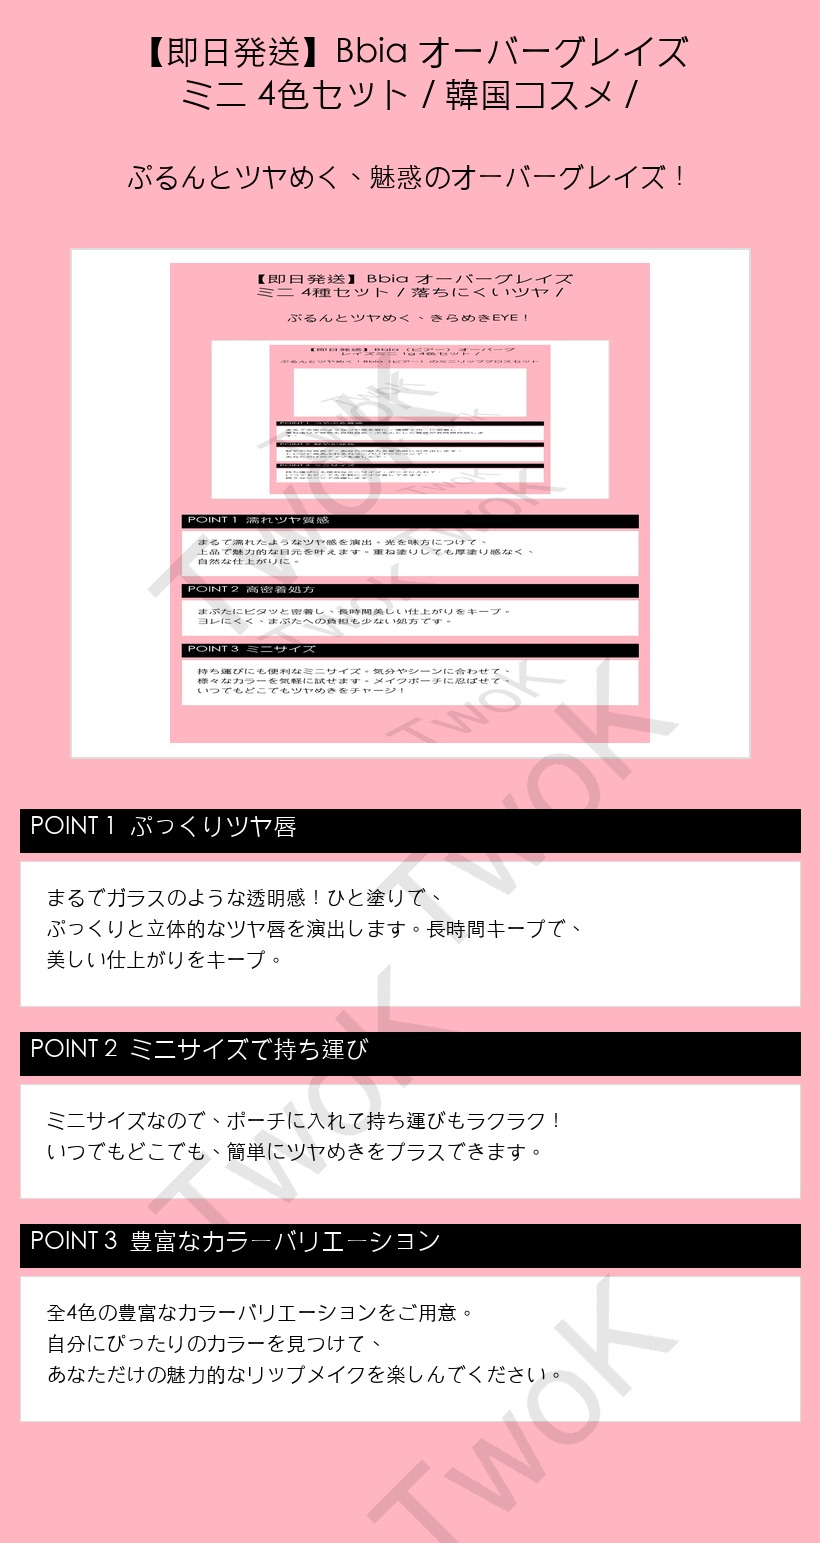 【即日発送】Bbia オーバーグレイズ
ミニ 4色セット / 韓国コスメ /
ぷるんとツヤめく、魅惑のオーバーグレイズ！
【即日発送】Bbia オーバーグレイズ
ミニ 4種セット / 落ちにくいツヤ /
ぷるんとツヤめく、きらめきEYE！
【即日発送】Bbia（ピアー）オーバーグ
レイズミニ 1g 4色セット /
ぷるんとツヤめく！Bbia（ピアー）のミニリップグロスセット
POINT 1 濡れツヤ質感
まるで濡れたようなツヤ感を演出。光を味方につけて、
上品で魅力的な目元を叶えます。重ね塗りしても厚塗り感なく、
自然な仕上がりに。
POINT 2 高密着処方
まぶたにピタッと密着し、長時間美しい仕上がりをキープ。
ヨレにくく、まぶたへの負担も少ない処方です。
POINT 3 ミニサイズ
持ち運びにも便利なミニサイズ。気分やシーンに合わせて、
様々なカラーを気軽に試せます。メイクポーチに忍ばせて、
いつでもどこでもツヤめきをチャージ！
POINT 1 ぷっくりツヤ唇
まるでガラスのような透明感！ひと塗りで、
ぷっくりと立体的なツヤ唇を演出します。長時間キープで、
美しい仕上がりをキープ。
POINT 2 ミニサイズで持ち運び
ミニサイズなので、ポーチに入れて持ち運びもラクラク！
いつでもどこでも、簡単にツヤめきをプラスできます。
POINT 3 豊富なカラーバリエーション
全4色の豊富なカラーバリエーションをご用意。
自分にぴったりのカラーを見つけて、
あなただけの魅力的なリップメイクを楽しんでください。
TwoK
TwoK
TwoK
TwoK
TwoK
TwoK